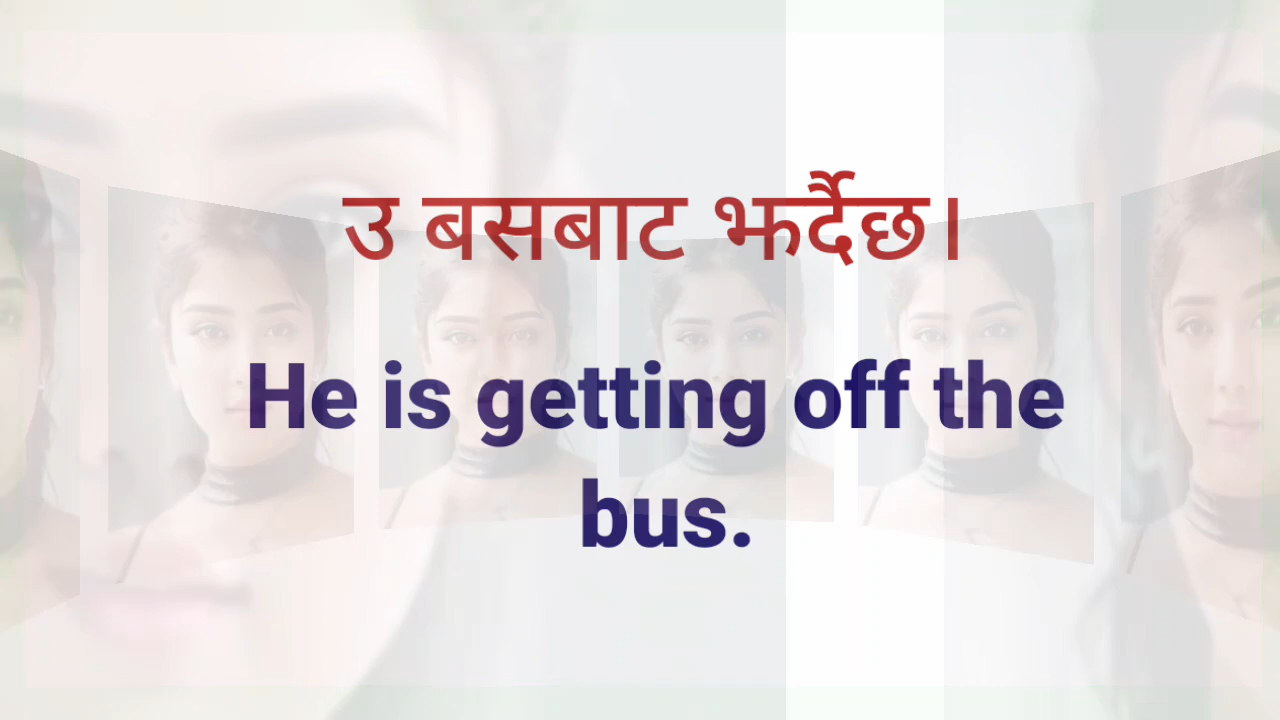 उ बसबाट झर्दैछ।
He is getting off the
bus.